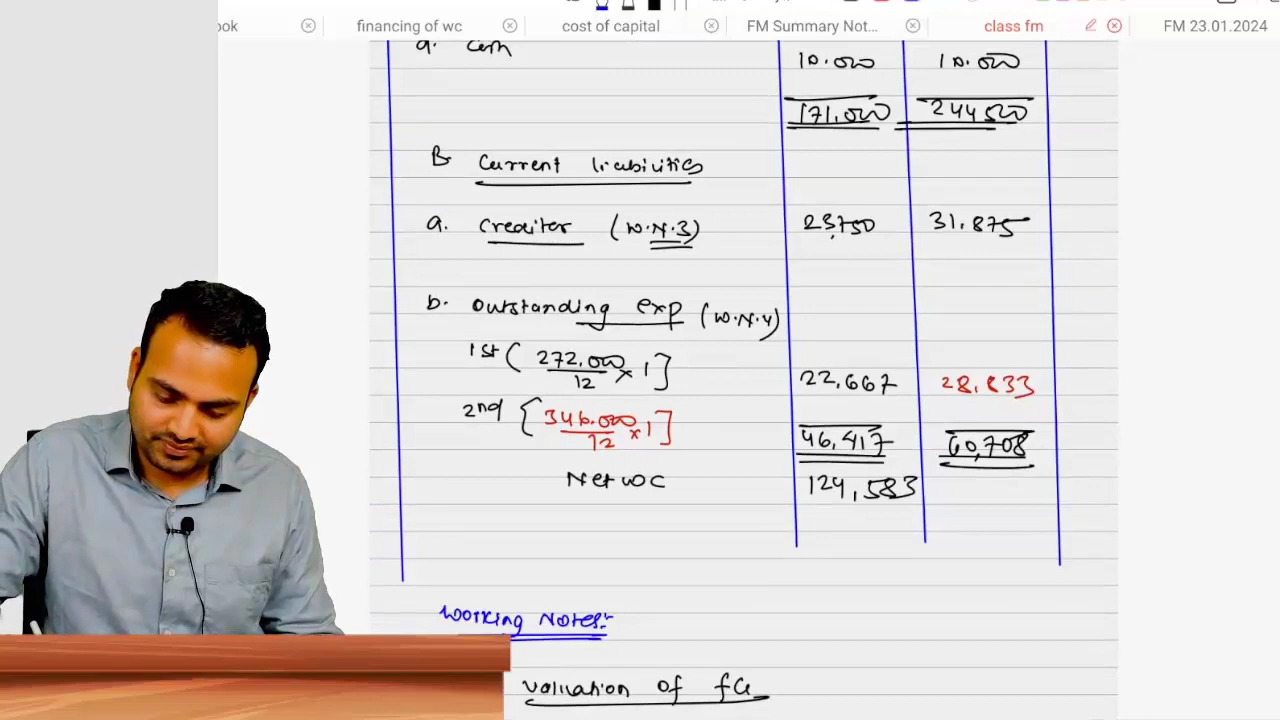 ook financing of wc cost of capital FM Summary Not... class fm FM 23.01.2024
a. Cash 10.000 10.000
171.000 244500
B. Current liabilities
a. Creditor (W.N.3) 23,750 31.875
b. Outstanding exp (W.N.4)
1st ( 272.000 / 12 × 1 ] 22.667 28.833
2nd [ 346.000 / 12 × 1 ]
46,417 60,708
Net WC 124,583
Working Notes:-
Valuation of FG